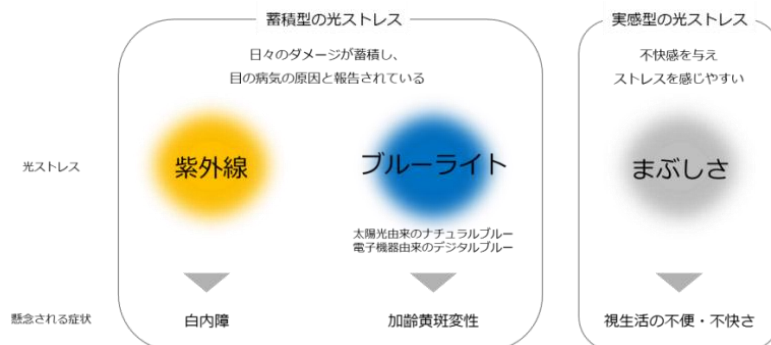 蓄積型の光ストレス
日々のダメージが蓄積し、
目の病気の原因と報告されている
実感型の光ストレス
不快感を与え
ストレスを感じやすい
光ストレス
紫外線
ブルーライト
まぶしさ
太陽光由来のナチュラルブルー
電子機器由来のデジタルブルー
懸念される症状
白内障
加齢黄斑変性
視生活の不便・不快さ